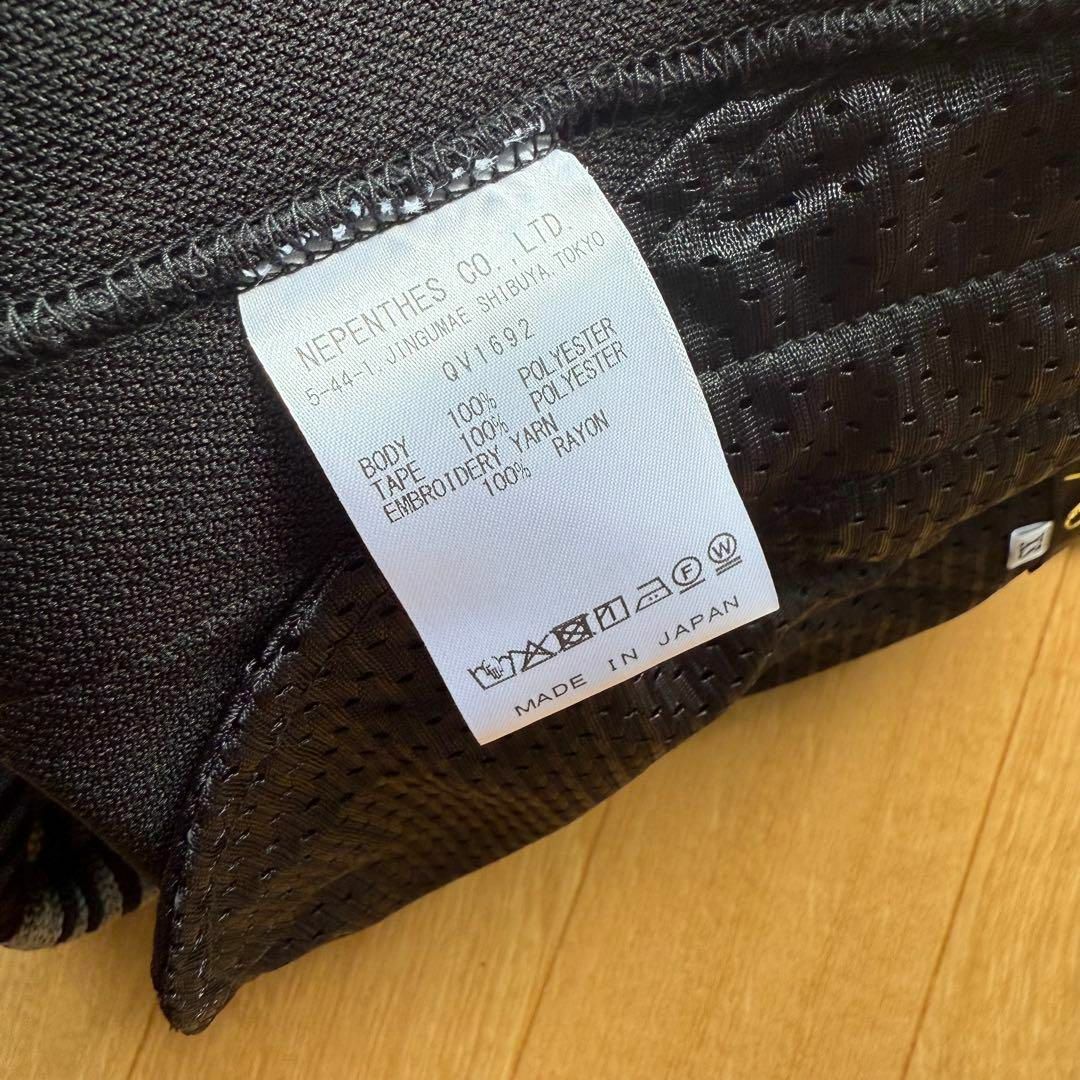 NEPENTHES CO.,LTD.
5-44-1,JINGUMAE SHIBUYA,TOKYO
QV1692
BODY 100% POLYESTER
TAPE 100% POLYESTER
EMBROIDERY YARN
100% RAYON
F W
MADE IN JAPAN